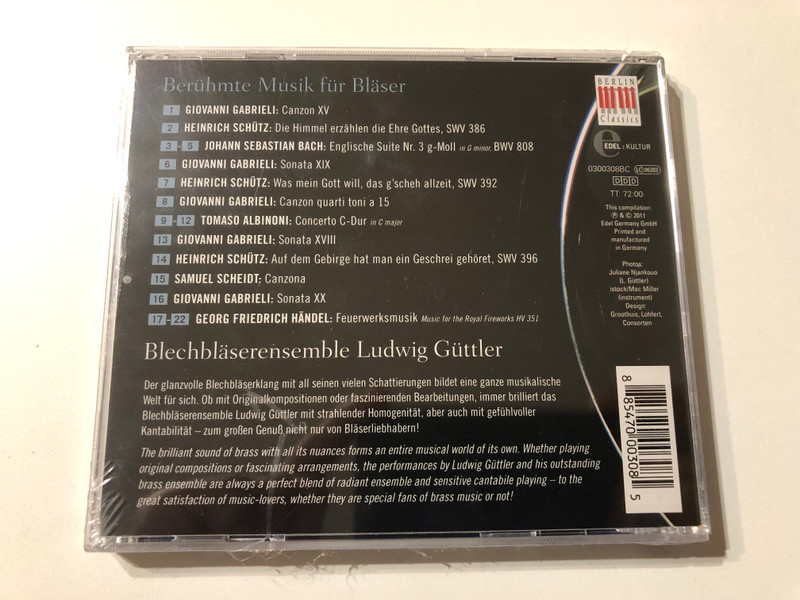 Berühmte Musik für Bläser
1 GIOVANNI GABRIELI: Canzon XV
2 HEINRICH SCHÜTZ: Die Himmel erzählen die Ehre Gottes, SWV 386
3 - 5 JOHANN SEBASTIAN BACH: Englische Suite Nr. 3 g-Moll in G minor, BWV 808
6 GIOVANNI GABRIELI: Sonata XIX
7 HEINRICH SCHÜTZ: Was mein Gott will, das g'scheh allzeit, SWV 392
8 GIOVANNI GABRIELI: Canzon quarti toni a 15
9 - 12 TOMASO ALBINONI: Concerto C-Dur in C major
13 GIOVANNI GABRIELI: Sonata XVIII
14 HEINRICH SCHÜTZ: Auf dem Gebirge hat man ein Geschrei gehöret, SWV 396
15 SAMUEL SCHEIDT: Canzona
16 GIOVANNI GABRIELI: Sonata XX
17 - 22 GEORG FRIEDRICH HÄNDEL: Feuerwerksmusik Music for the Royal Fireworks HV 351
Blechbläserensemble Ludwig Güttler
Der glanzvolle Blechbläserklang mit all seinen vielen Schattierungen bildet eine ganze musikalische
Welt für sich. Ob mit Originalkompositionen oder faszinierenden Bearbeitungen, immer brilliert das
Blechbläserensemble Ludwig Güttler mit strahlender Homogenität, aber auch mit gefühlvoller
Kantabilität – zum großen Genuß nicht nur von Bläserliebhabern!
The brilliant sound of brass with all its nuances forms an entire musical world of its own. Whether playing
original compositions or fascinating arrangements, the performances by Ludwig Güttler and his outstanding
brass ensemble are always a perfect blend of radiant ensemble and sensitive cantabile playing – to the
great satisfaction of music-lovers, whether they are special fans of brass music or not!
BERLIN
Classics
e
EDEL : KULTUR
0300308BC LC 06203
DDD
TT: 72:00
This compilation:
℗ & © 2011
Edel Germany GmbH
Printed and
manufactured
in Germany
Photos:
Juliane Njankouo
(L. Güttler)
istock/Mac Miller
(instrument)
Design:
Groothuis, Lohfert,
Consorten
8 85470 00308 5